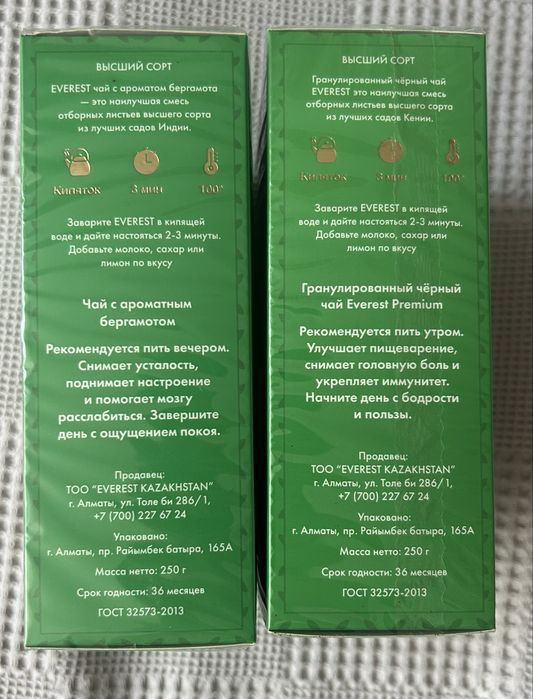 ВЫСШИЙ СОРТ
EVEREST чай с ароматом бергамота
— это наилучшая смесь
отборных листьев высшего сорта
из лучших садов Индии.
Кипяток 3 мин 100°
Заварите EVEREST в кипящей
воде и дайте настояться 2-3 минуты.
Добавьте молоко, сахар или
лимон по вкусу
Чай с ароматным
бергамотом
Рекомендуется пить вечером.
Снимает усталость,
поднимает настроение
и помогает мозгу
расслабиться. Завершите
день с ощущением покоя.
Продавец:
ТОО “EVEREST KAZAKHSTAN”
г. Алматы, ул. Толе би 286/1,
+7 (700) 227 67 24
Упаковано:
г. Алматы, пр. Райымбек батыра, 165А
Масса нетто: 250 г
Срок годности: 36 месяцев
ГОСТ 32573-2013
ВЫСШИЙ СОРТ
Гранулированный чёрный чай
EVEREST это наилучшая смесь
отборных листьев высшего сорта
из лучших садов Кении.
Кипяток 3 мин 100°
Заварите EVEREST в кипящей
воде и дайте настояться 2-3 минуты.
Добавьте молоко, сахар или
лимон по вкусу
Гранулированный чёрный
чай Everest Premium
Рекомендуется пить утром.
Улучшает пищеварение,
снимает головную боль и
укрепляет иммунитет.
Начните день с бодрости
и пользы.
Продавец:
ТОО “EVEREST KAZAKHSTAN”
г. Алматы, ул. Толе би 286/1,
+7 (700) 227 67 24
Упаковано:
г. Алматы, пр. Райымбек батыра, 165А
Масса нетто: 250 г
Срок годности: 36 месяцев
ГОСТ 32573-2013